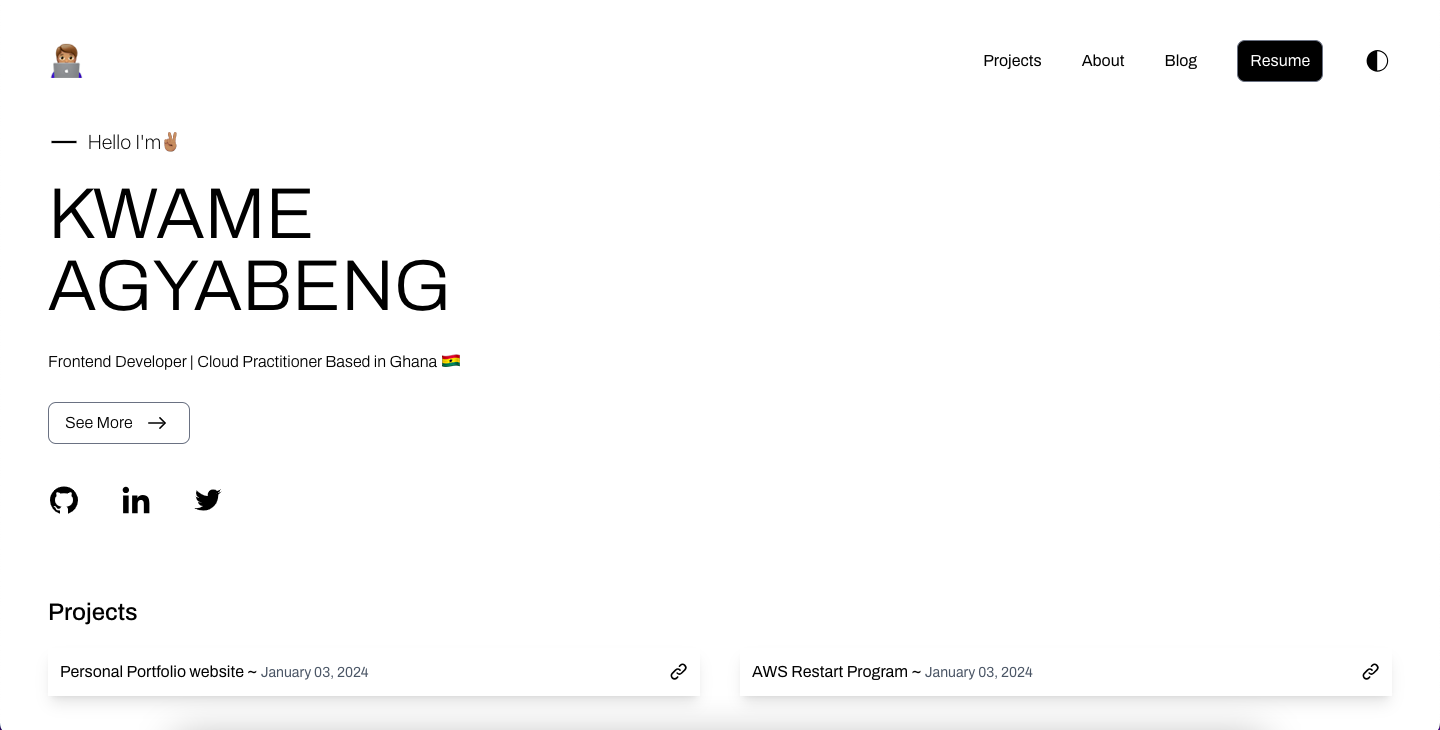 Projects About Blog Resume
Hello I'm✌🏽
KWAME
AGYABENG
Frontend Developer | Cloud Practitioner Based in Ghana 🇬🇭
See More →
in
Projects
Personal Portfolio website ~ January 03, 2024
AWS Restart Program ~ January 03, 2024